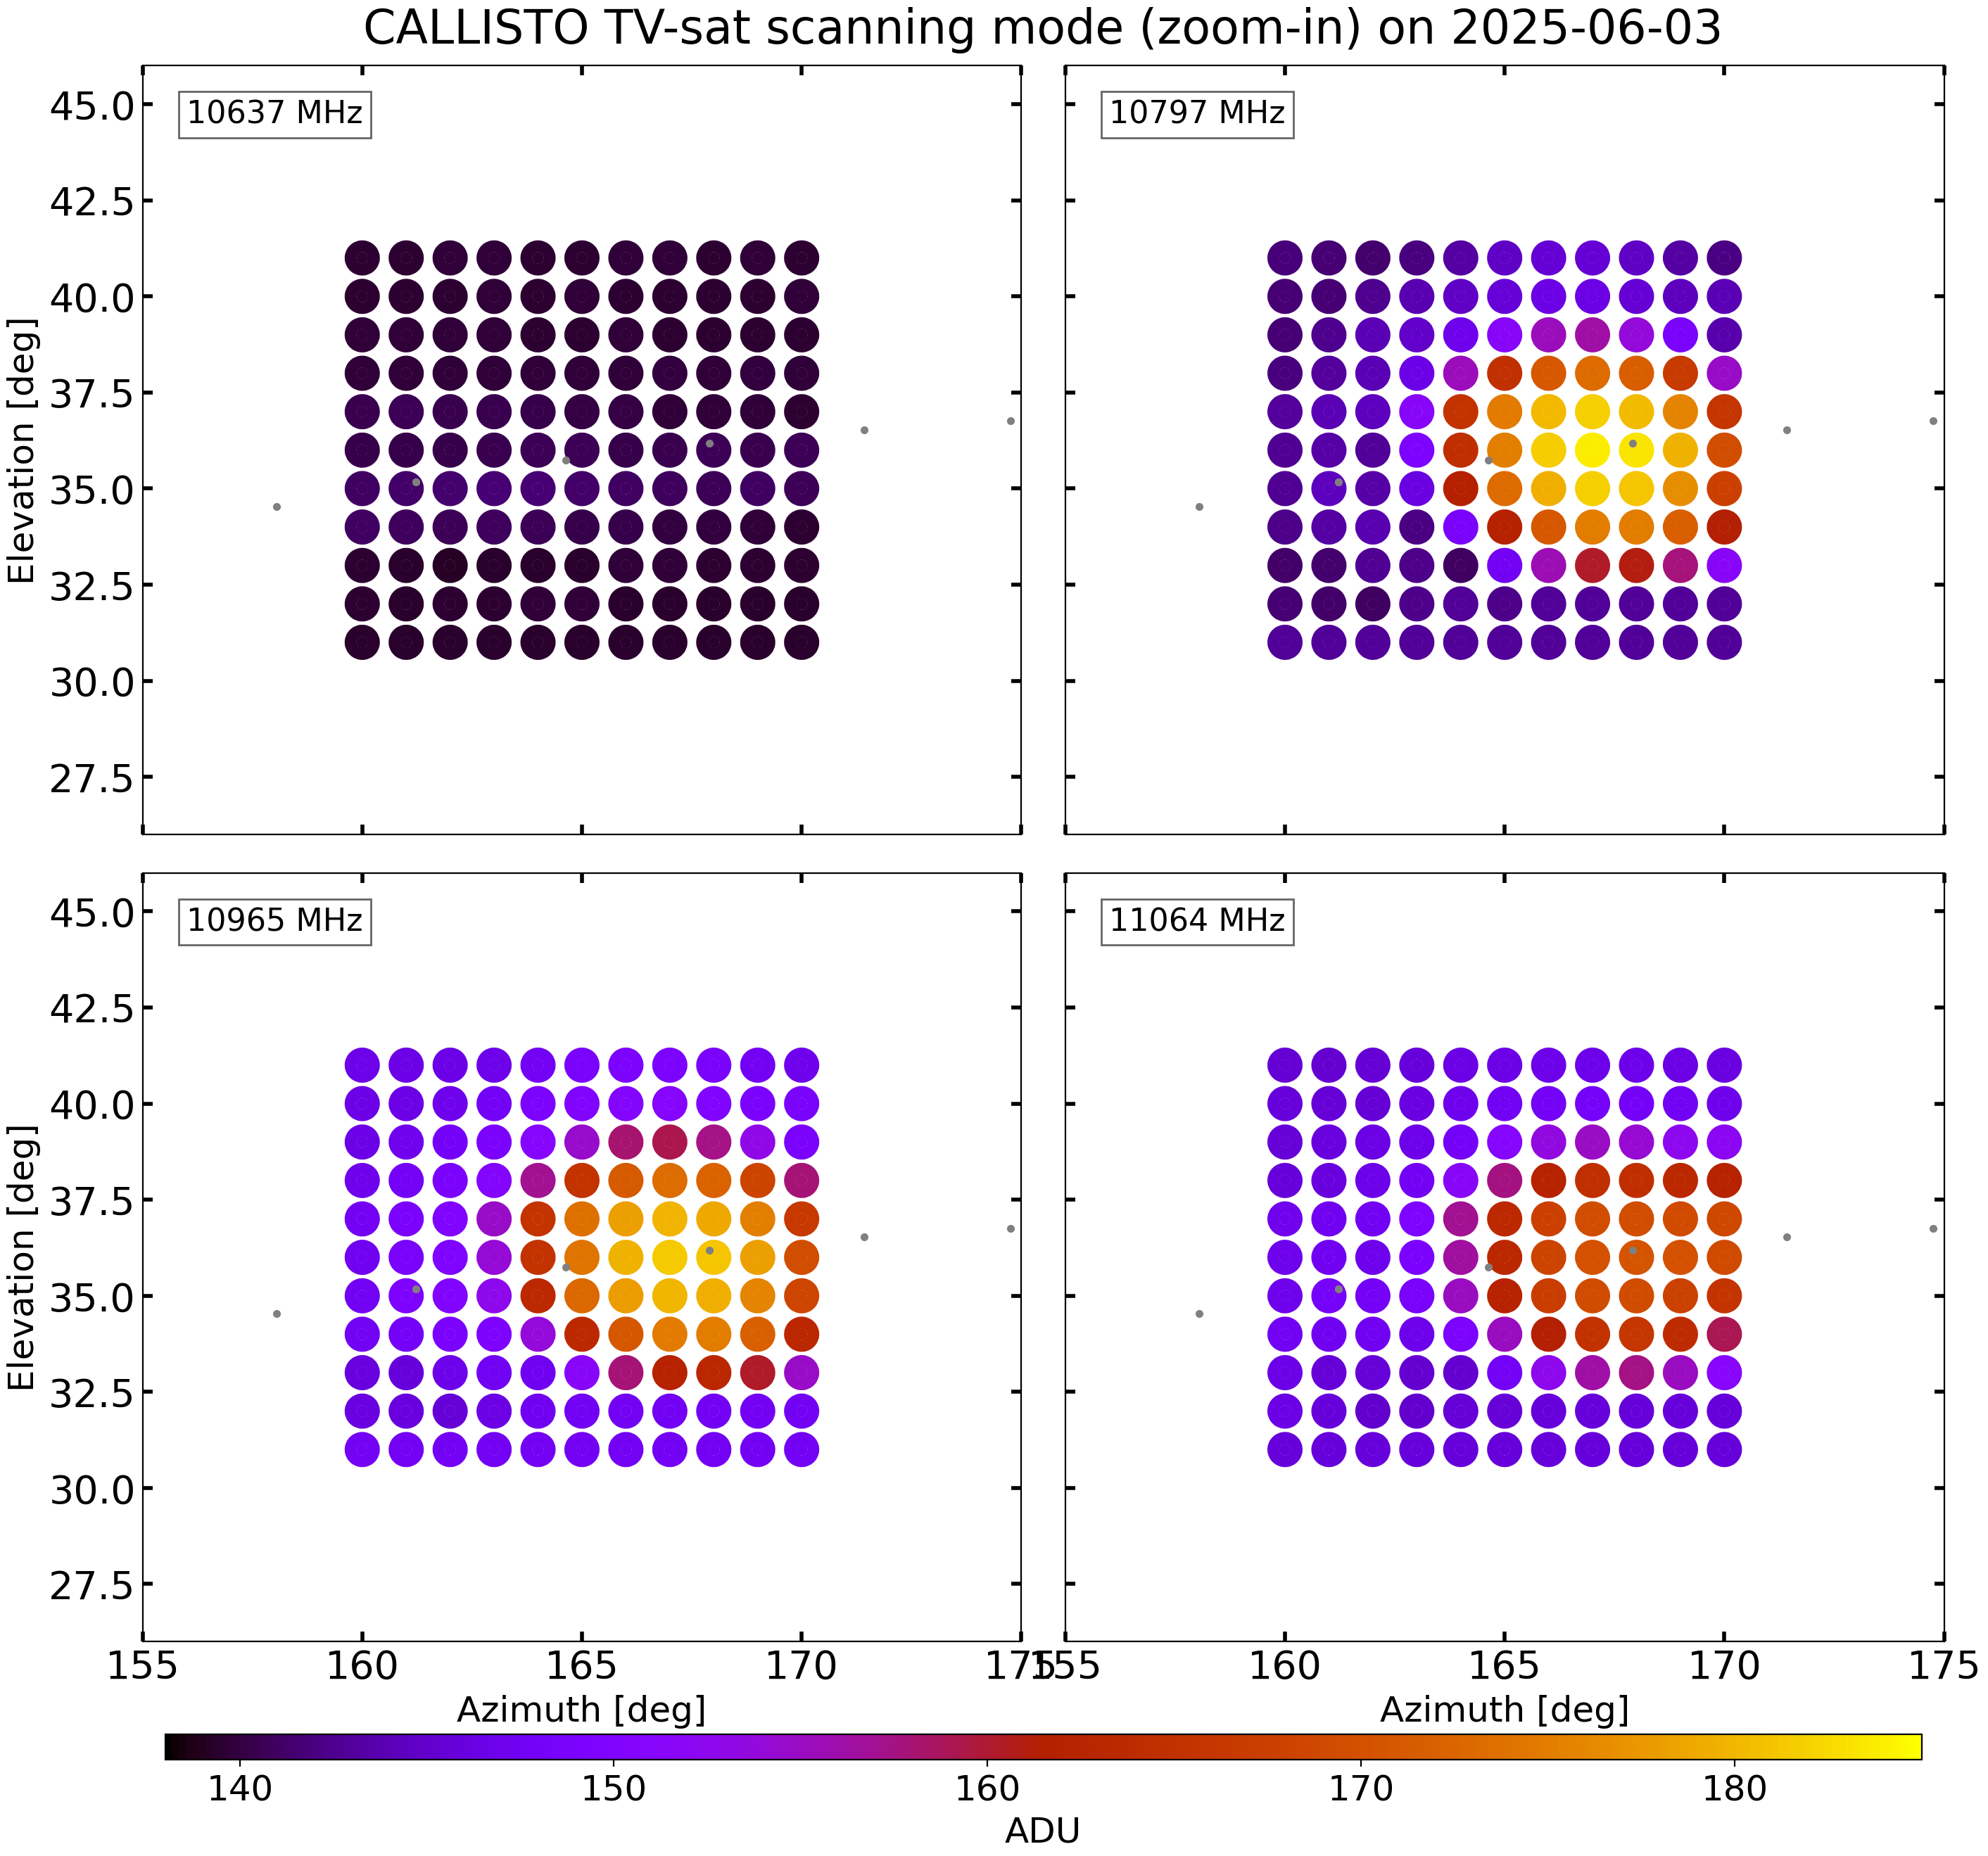 CALLISTO TV-sat scanning mode (zoom-in) on 2025-06-03
10637 MHz
45.0
42.5
40.0
37.5
35.0
32.5
30.0
27.5
Elevation [deg]
10797 MHz
10965 MHz
45.0
42.5
40.0
37.5
35.0
32.5
30.0
27.5
Elevation [deg]
155 160 165 170 175
Azimuth [deg]
11064 MHz
155 160 165 170 175
Azimuth [deg]
140 150 160 170 180
ADU